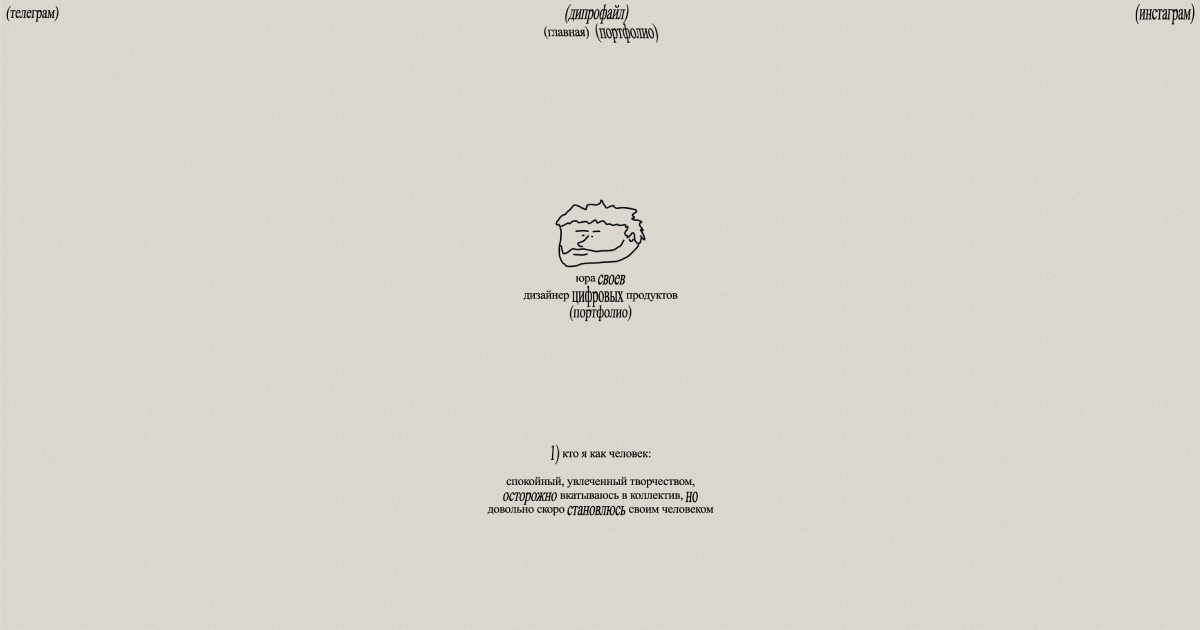 (телеграм)
(дипрофайл)
(инстаграм)
(главная) (портфолио)
юра своев
дизайнер цифровых продуктов
(портфолио)
1) кто я как человек:
спокойный, увлеченный творчеством,
осторожно вкатываюсь в коллектив, но
довольно скоро становлюсь своим человеком